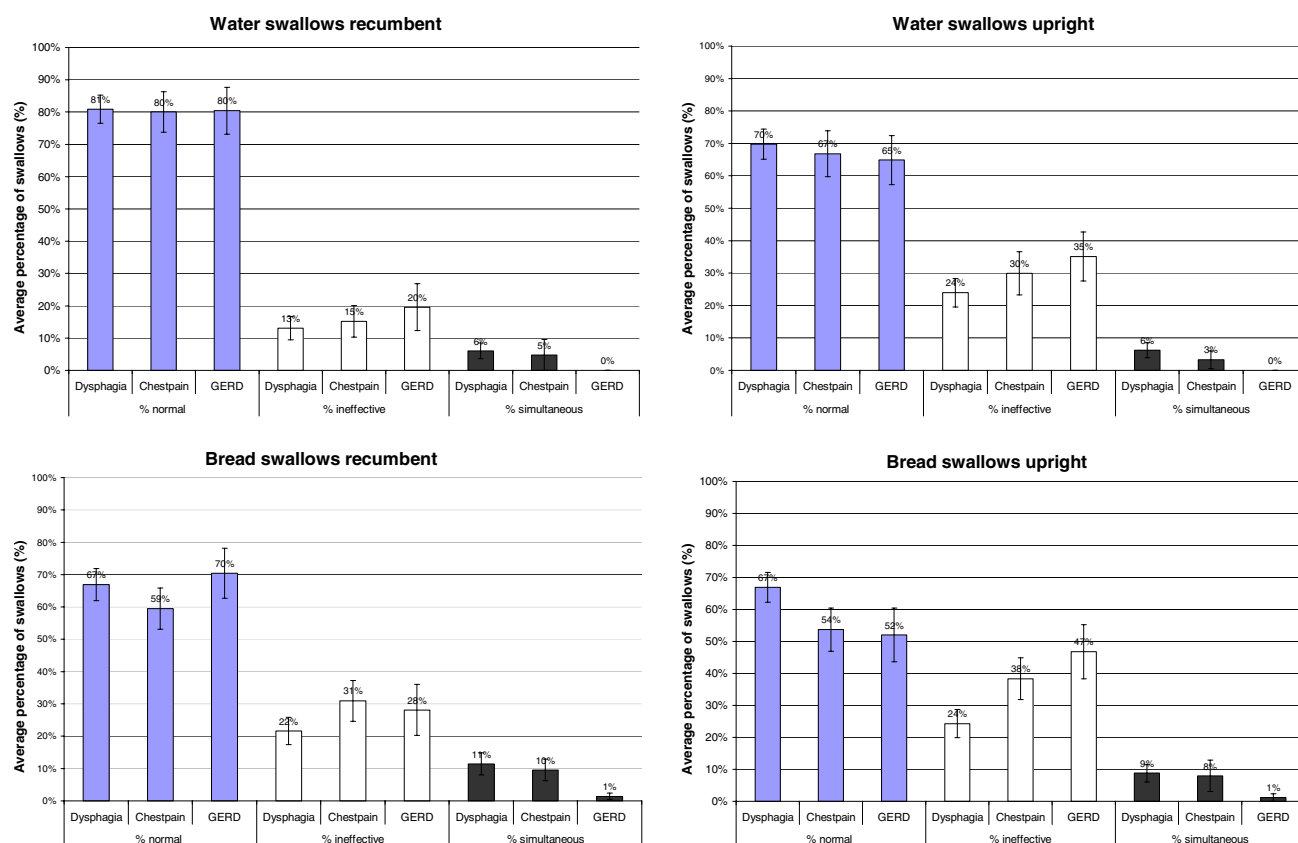 Water swallows recumbent
Average percentage of swallows (%)
100%
90%
80%
70%
60%
50%
40%
30%
20%
10%
0%
81% 80% 80% 13% 15% 20% 6% 5% 0%
Dysphagia Chestpain GERD Dysphagia Chestpain GERD Dysphagia Chestpain GERD
% normal % ineffective % simultaneous
Water swallows upright
Average percentage of swallows (%)
100%
90%
80%
70%
60%
50%
40%
30%
20%
10%
0%
70% 67% 65% 24% 30% 35% 6% 3% 0%
Dysphagia Chestpain GERD Dysphagia Chestpain GERD Dysphagia Chestpain GERD
% normal % ineffective % simultaneous
Bread swallows recumbent
Average percentage of swallows (%)
100%
90%
80%
70%
60%
50%
40%
30%
20%
10%
0%
67% 59% 70% 22% 31% 28% 11% 10% 1%
Dysphagia Chestpain GERD Dysphagia Chestpain GERD Dysphagia Chestpain GERD
% normal % ineffective % simultaneous
Bread swallows upright
Average percentage of swallows (%)
100%
90%
80%
70%
60%
50%
40%
30%
20%
10%
0%
67% 54% 52% 24% 38% 47% 9% 8% 1%
Dysphagia Chestpain GERD Dysphagia Chestpain GERD Dysphagia Chestpain GERD
% normal % ineffective % simultaneous